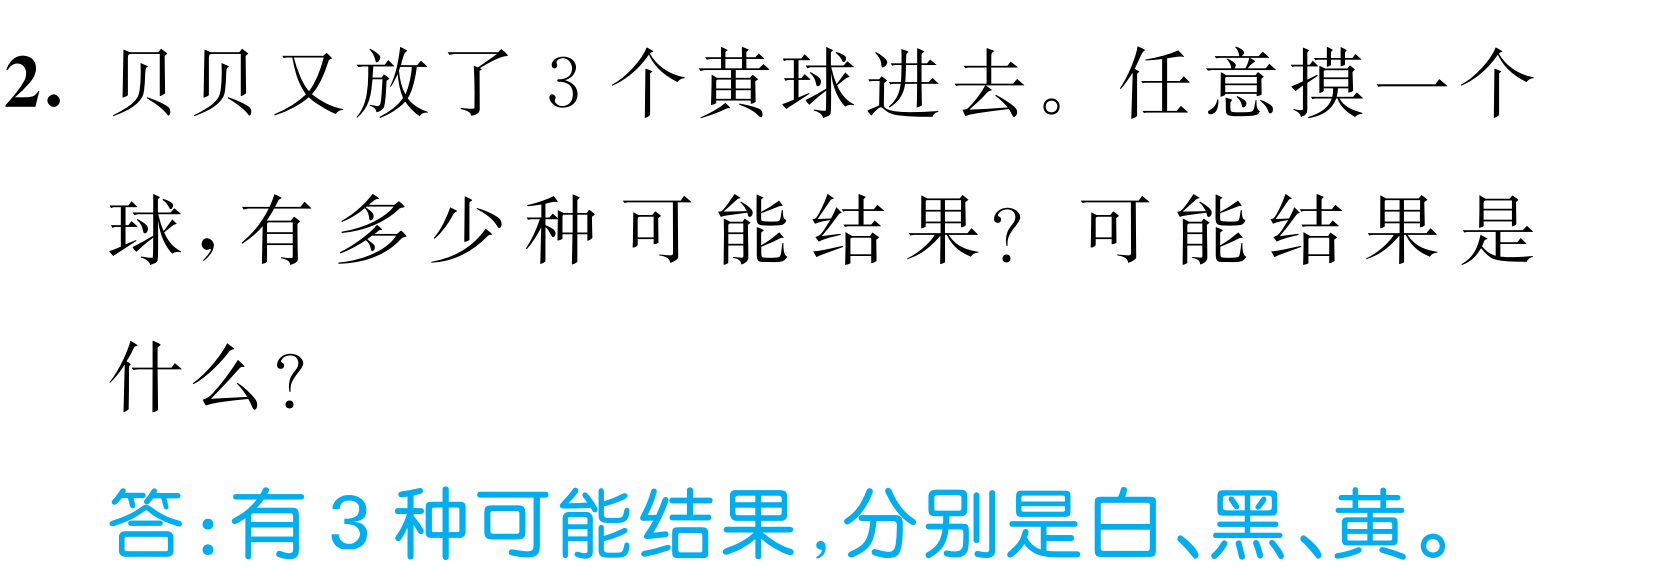 2. 贝贝又放了 3 个黄球进去。任意摸一个
球,有多少种可能结果? 可能结果是
什么?
答:有 3 种可能结果,分别是白、黑、黄。